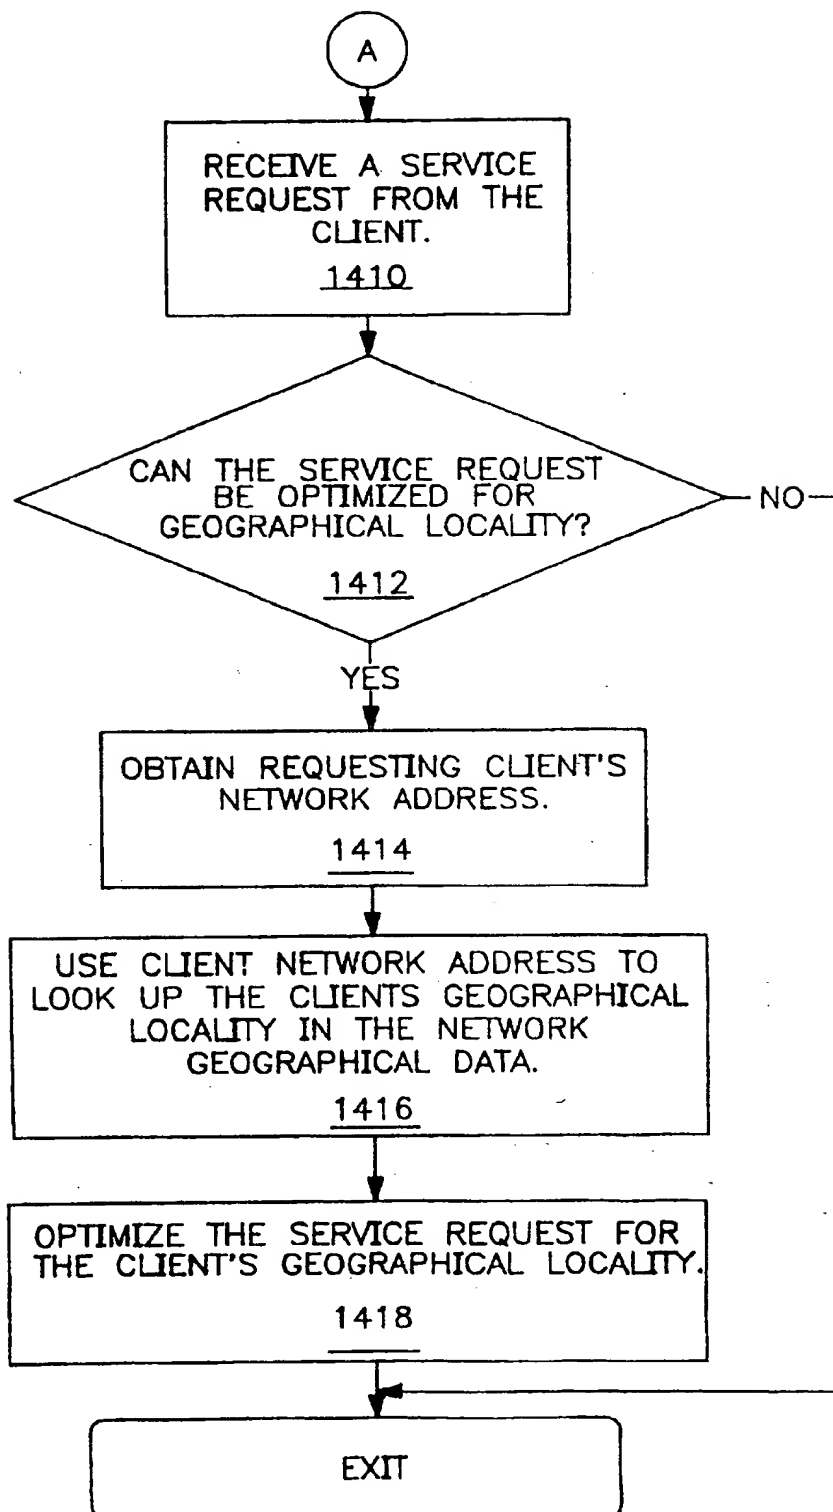 A
RECEIVE A SERVICE
REQUEST FROM THE
CLIENT.
1410
CAN THE SERVICE REQUEST
BE OPTIMIZED FOR
GEOGRAPHICAL LOCALITY?
1412
NO
YES
OBTAIN REQUESTING CLIENT'S
NETWORK ADDRESS.
1414
USE CLIENT NETWORK ADDRESS TO
LOOK UP THE CLIENTS GEOGRAPHICAL
LOCALITY IN THE NETWORK
GEOGRAPHICAL DATA.
1416
OPTIMIZE THE SERVICE REQUEST FOR
THE CLIENT'S GEOGRAPHICAL LOCALITY.
1418
EXIT